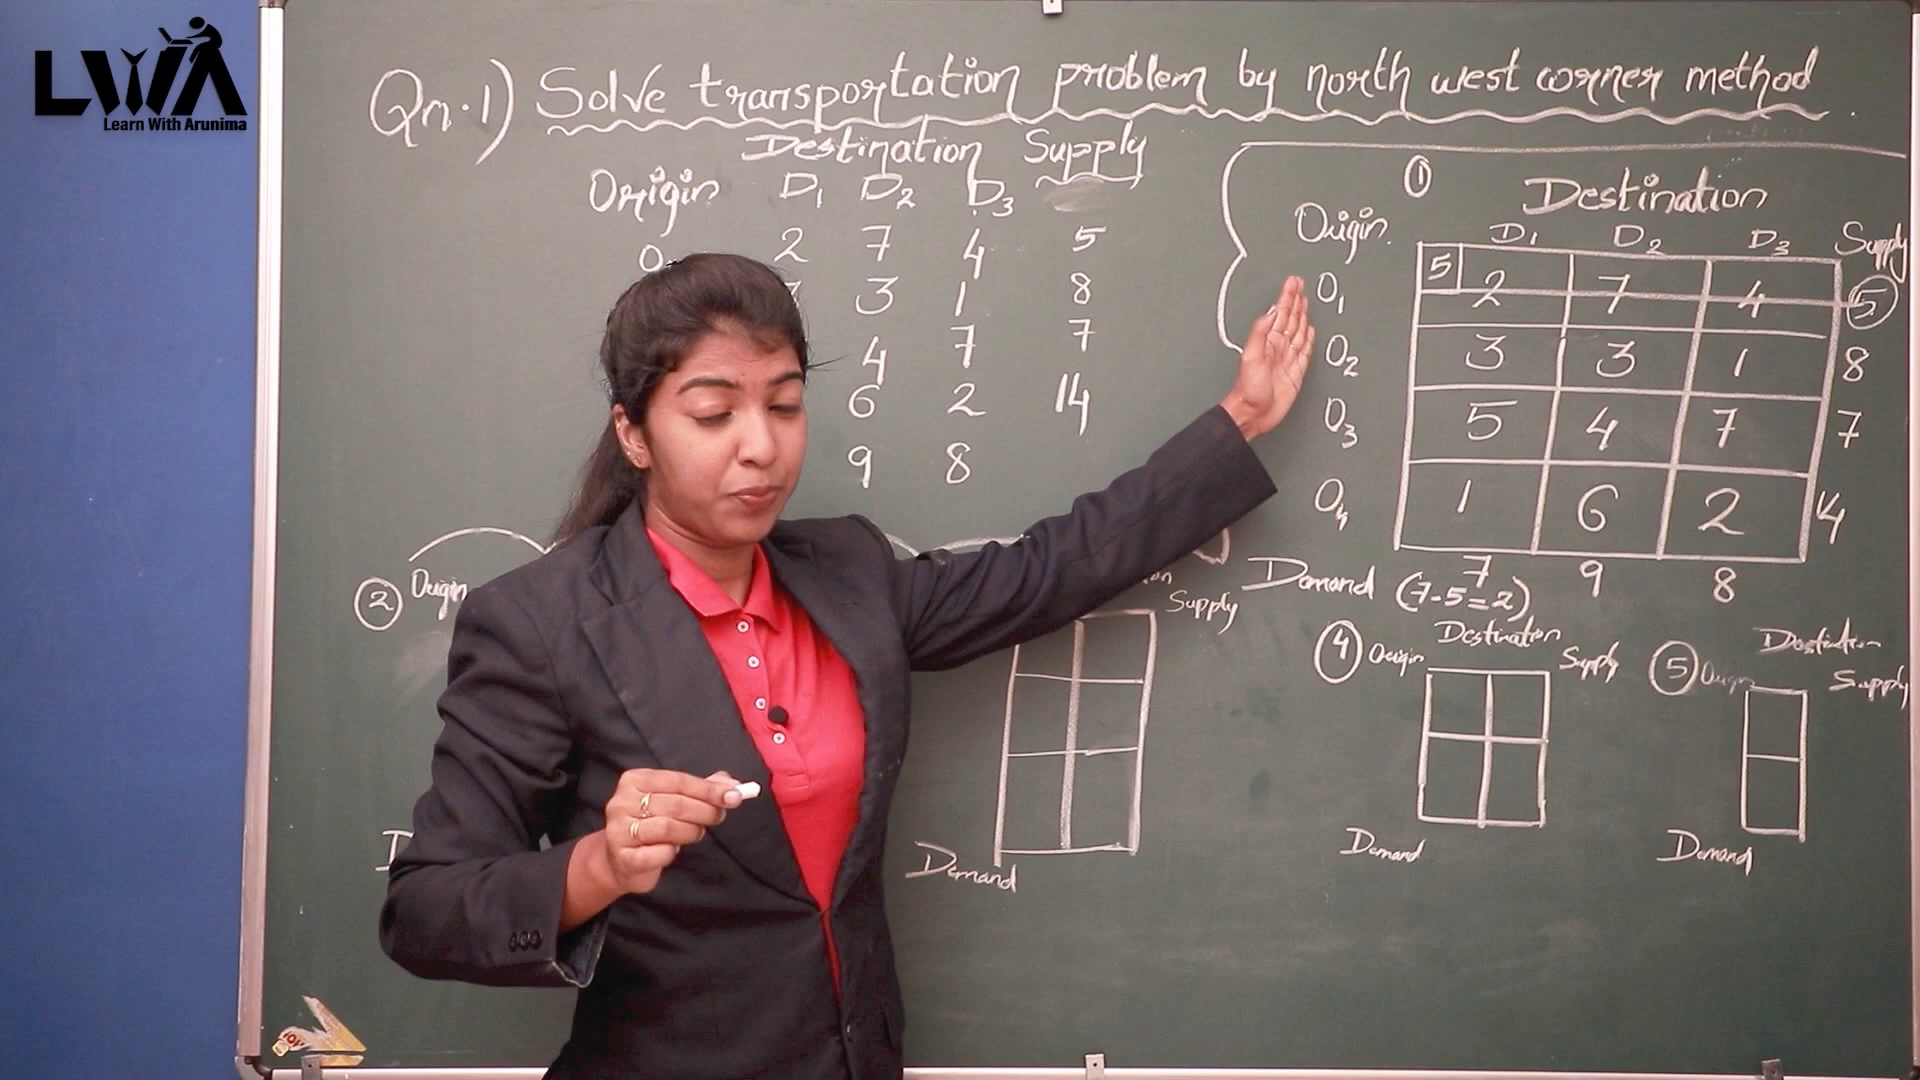 LWA
Learn With Arunima
Qn.1) Solve transportation problem by north west corner method
Destination Supply
Origin D1 D2 D3
O 2 7 4 5
3 1 8
4 7 7
6 2 14
9 8
①
Destination
Origin. D1 D2 D3 Supply
O1 5 2 7 4 5
O2 3 3 1 8
O3 5 4 7 7
O4 1 6 2 14
Demand 7 9 8
(7-5=2)
② Origin
Supply
Demand
④ Origin Destination Supply
Demand
⑤ Origin Destination Supply
Demand